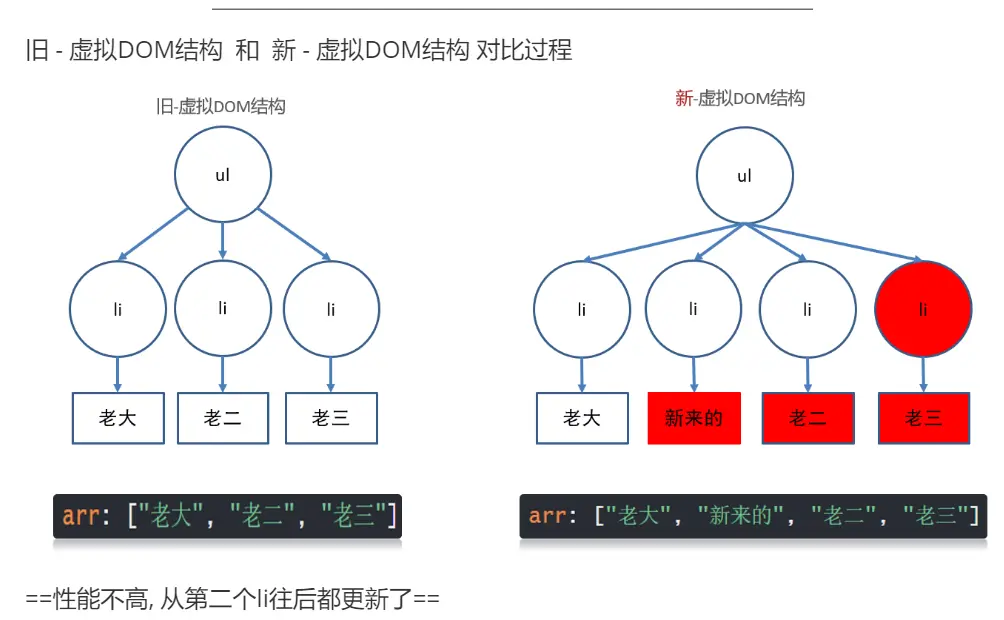 旧 - 虚拟DOM结构 和 新 - 虚拟DOM结构 对比过程
旧-虚拟DOM结构
新-虚拟DOM结构
ul
ul
li li li
li li li li
老大 老二 老三
老大 新来的 老二 老三
arr: ["老大", "老二", "老三"]
arr: ["老大", "新来的", "老二", "老三"]
==性能不高, 从第二个li往后都更新了==